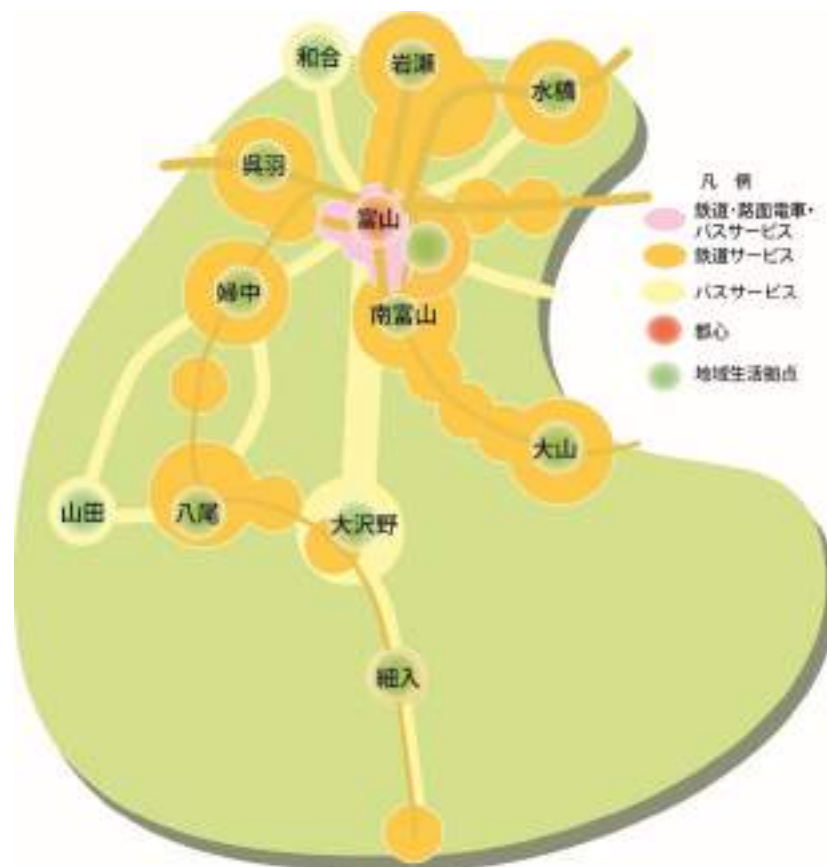 和合
岩瀬
水橋
呉羽
富山
婦中
南富山
大山
山田
八尾
大沢野
細入
凡 例
鉄道・路面電車・
バスサービス
鉄道サービス
バスサービス
都心
地域生活拠点